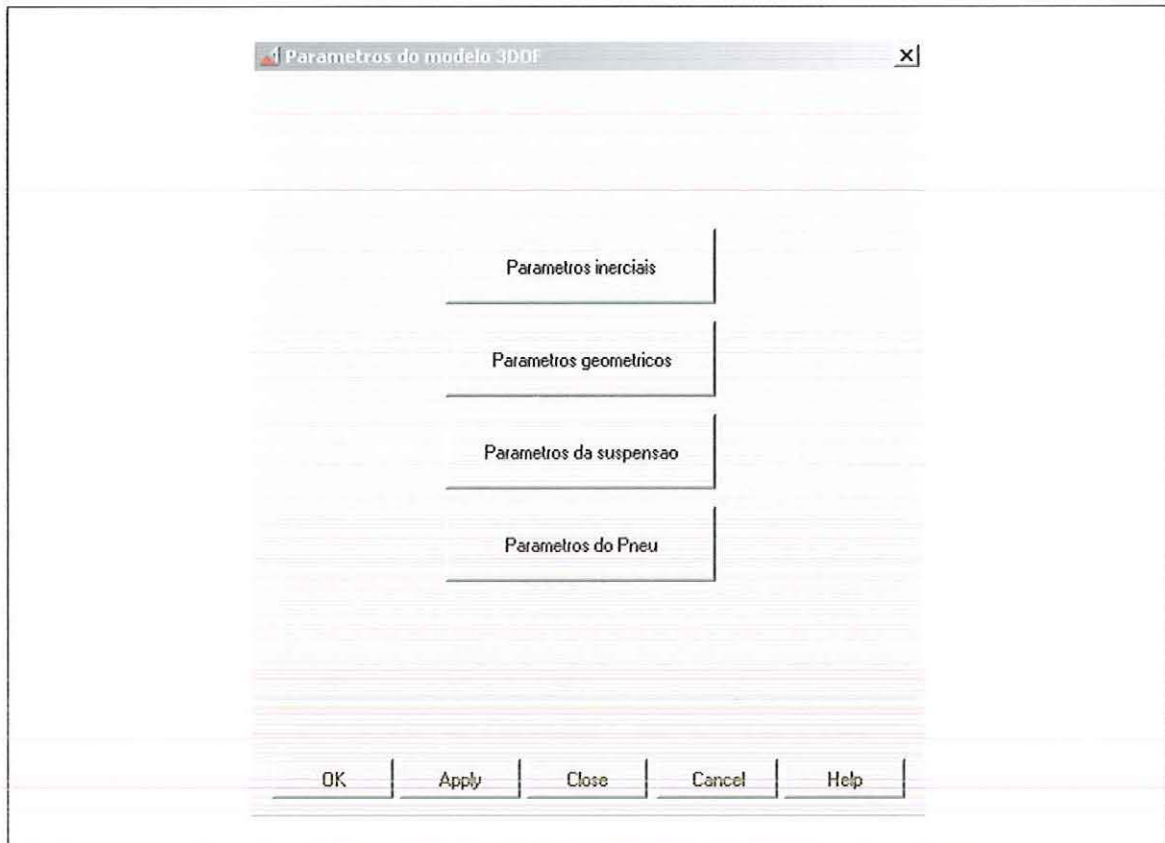 Parametros do modelo 3DOF
Parametros inerciais
Parametros geometricos
Parametros da suspensao
Parametros do Pneu
OK Apply Close Cancel Help